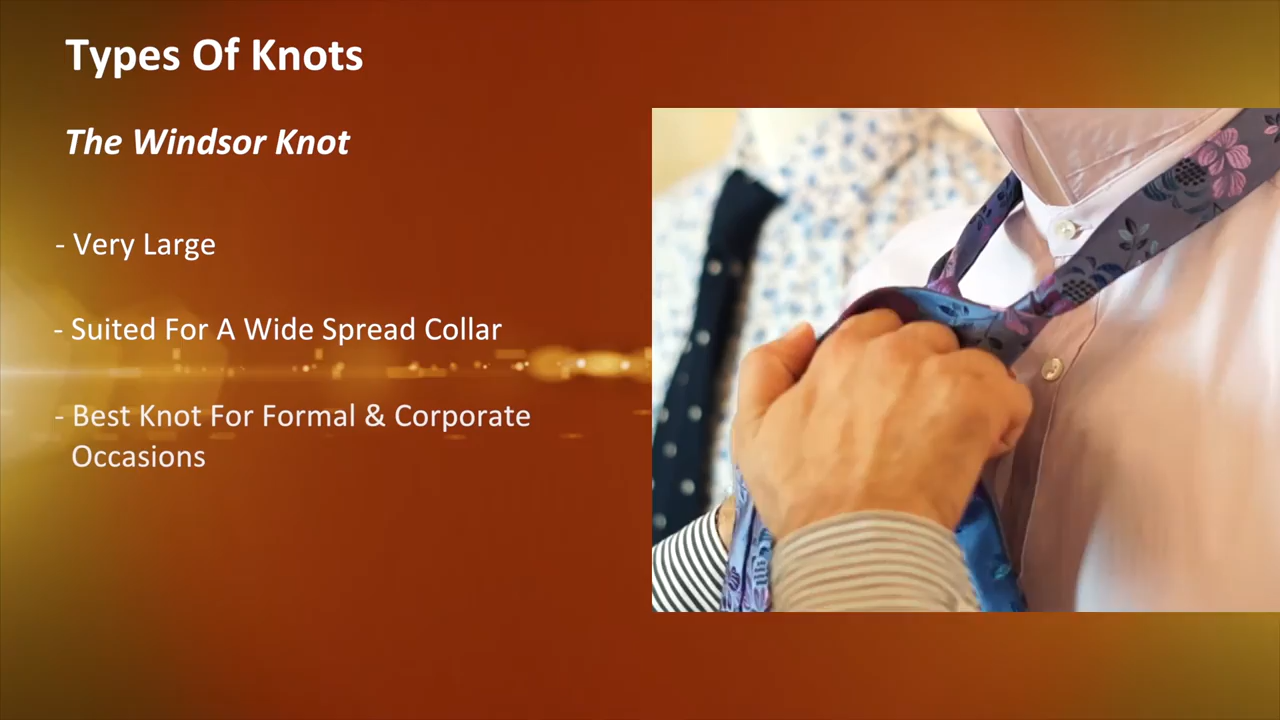 Types Of Knots
The Windsor Knot
- Very Large
- Suited For A Wide Spread Collar
- Best Knot For Formal & Corporate
Occasions